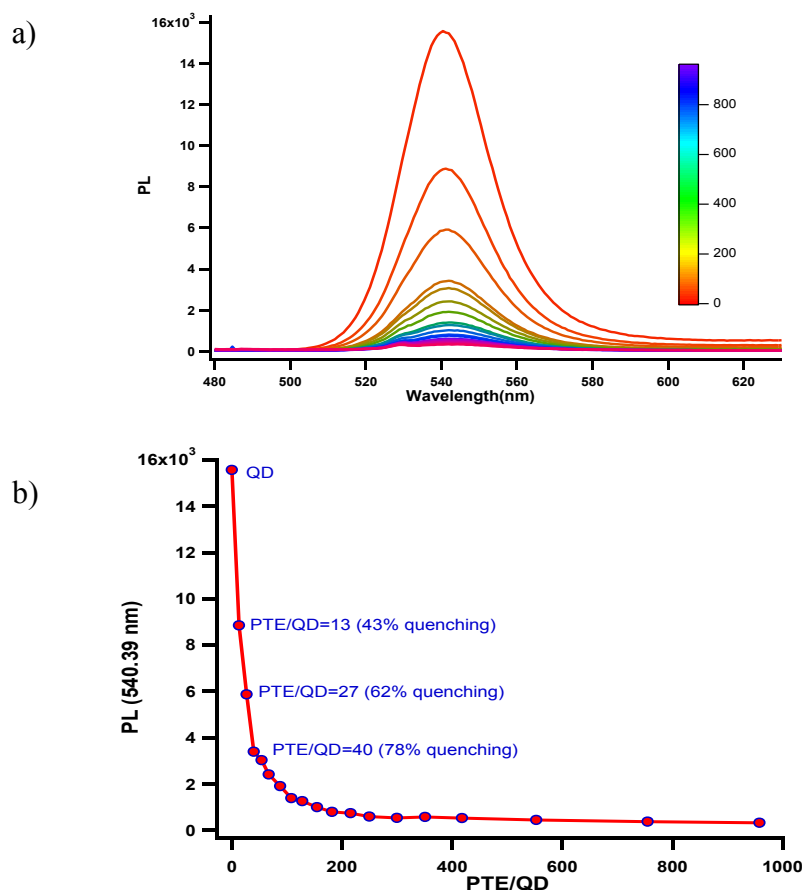 a)
16x10³
14
12
10
8
6
4
2
0
PL
800
600
400
200
0
480 500 520 540 560 580 600 620
Wavelength(nm)
b)
16x10³
14
12
10
8
6
4
2
0
PL (540.39 nm)
QD
PTE/QD=13 (43% quenching)
PTE/QD=27 (62% quenching)
PTE/QD=40 (78% quenching)
0 200 400 600 800 1000
PTE/QD